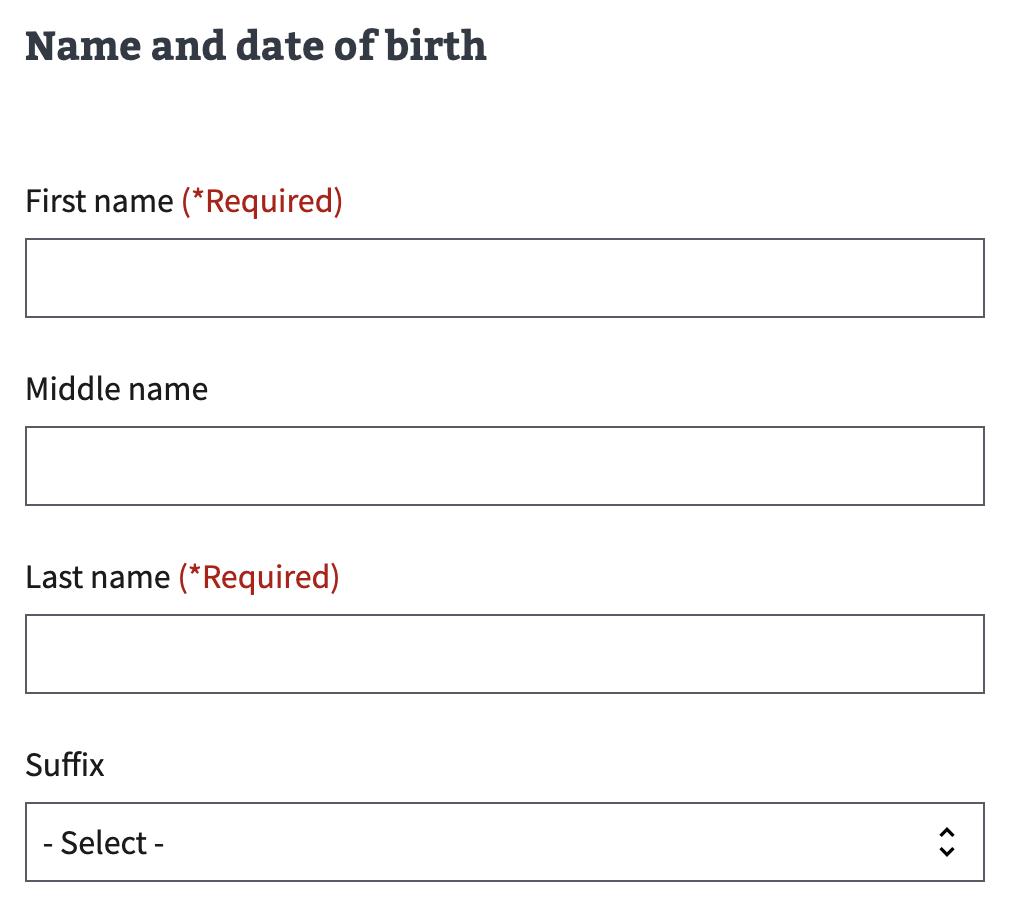 Name and date of birth
First name (*Required)
Middle name
Last name (*Required)
Suffix
- Select -